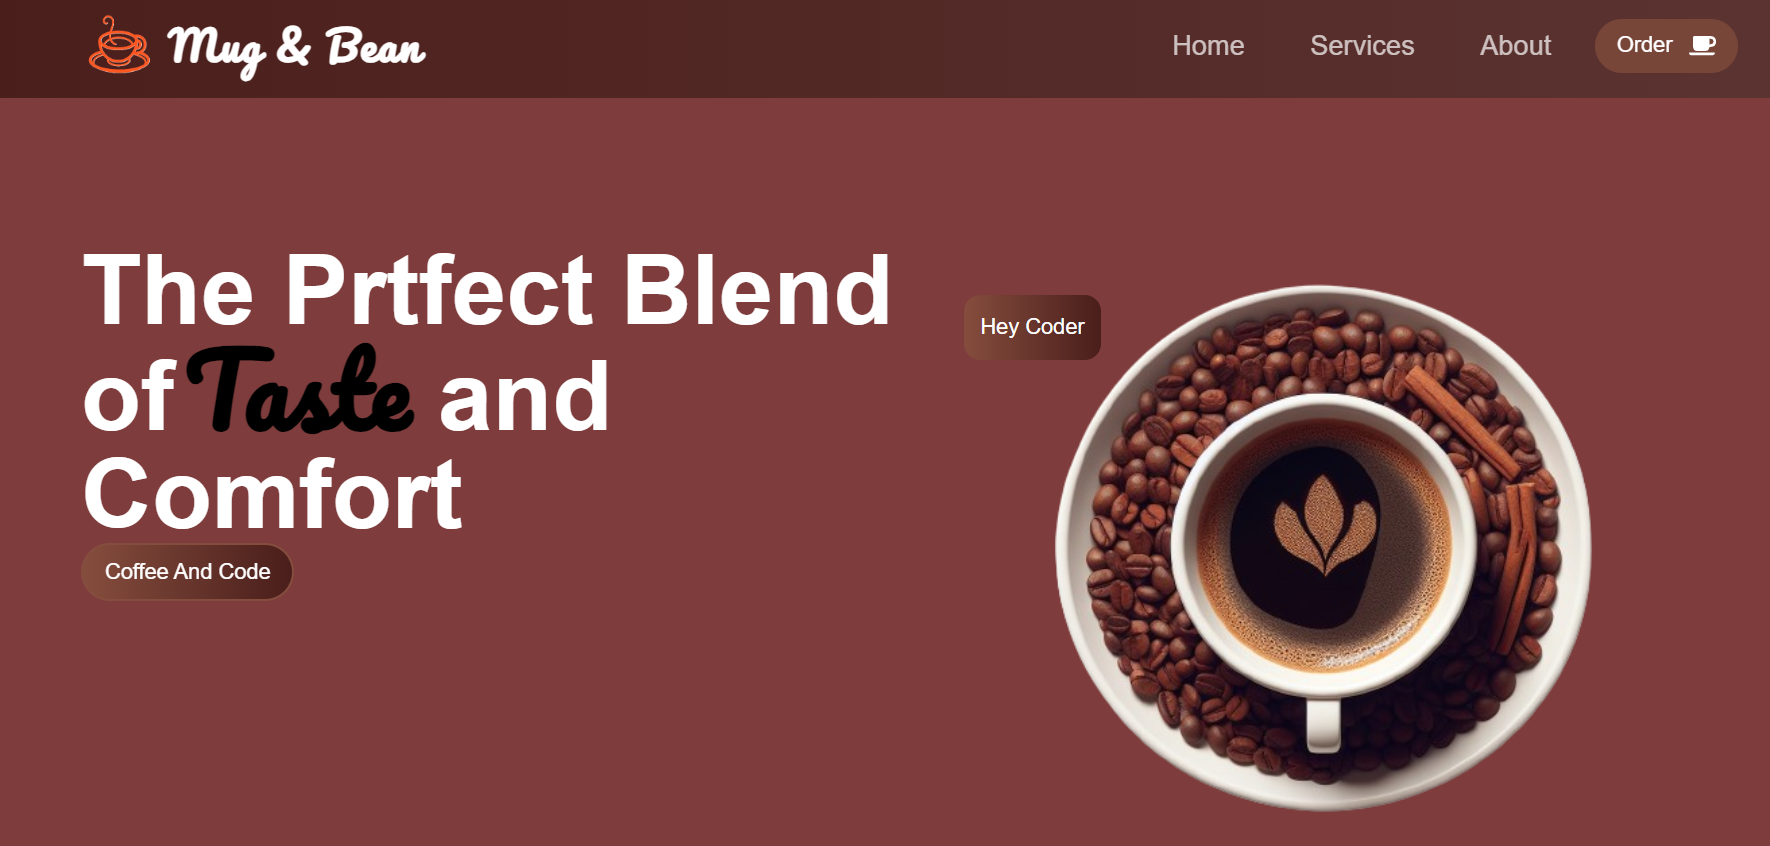 Mug & Bean
Home Services About Order
The Prtfect Blend
of Taste and
Comfort
Hey Coder
Coffee And Code